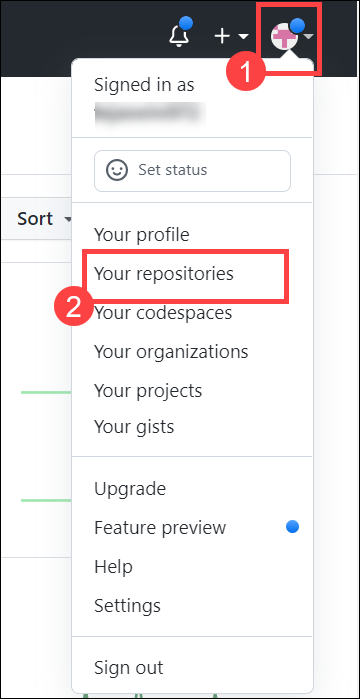 1
Signed in as
Set status
Sort
Your profile
Your repositories
2
Your codespaces
Your organizations
Your projects
Your gists
Upgrade
Feature preview
Help
Settings
Sign out